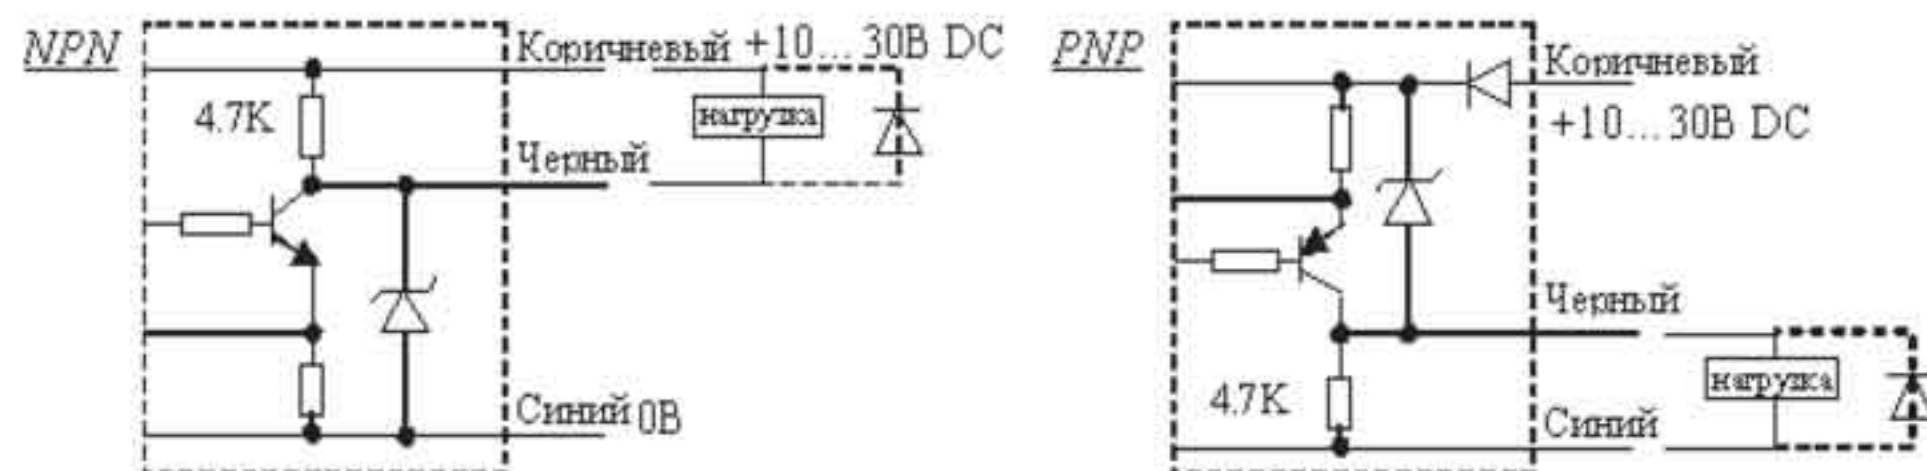 NPN
Коричневый +10... 30В DC
4.7K
нагрузка
Черный
Синий 0В
PNP
Коричневый
+10... 30В DC
Черный
нагрузка
4.7K
Синий